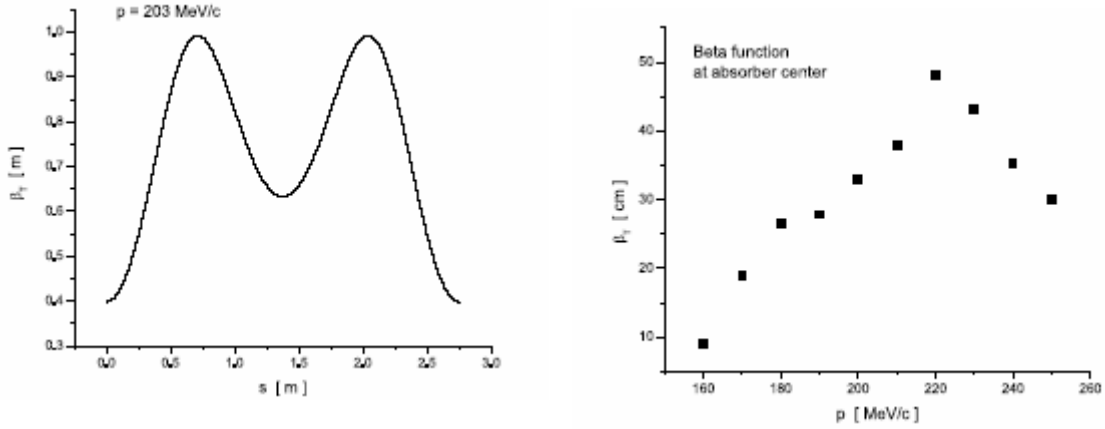 p = 203 MeV/c
1.0
0.9
0.8
0.7
0.6
0.5
0.4
0.3
β_T [ m ]
0.0 0.5 1.0 1.5 2.0 2.5 3.0
s [ m ]
Beta function
at absorber center
50
40
30
20
10
β_T [ cm ]
160 180 200 220 240 260
p [ MeV/c ]